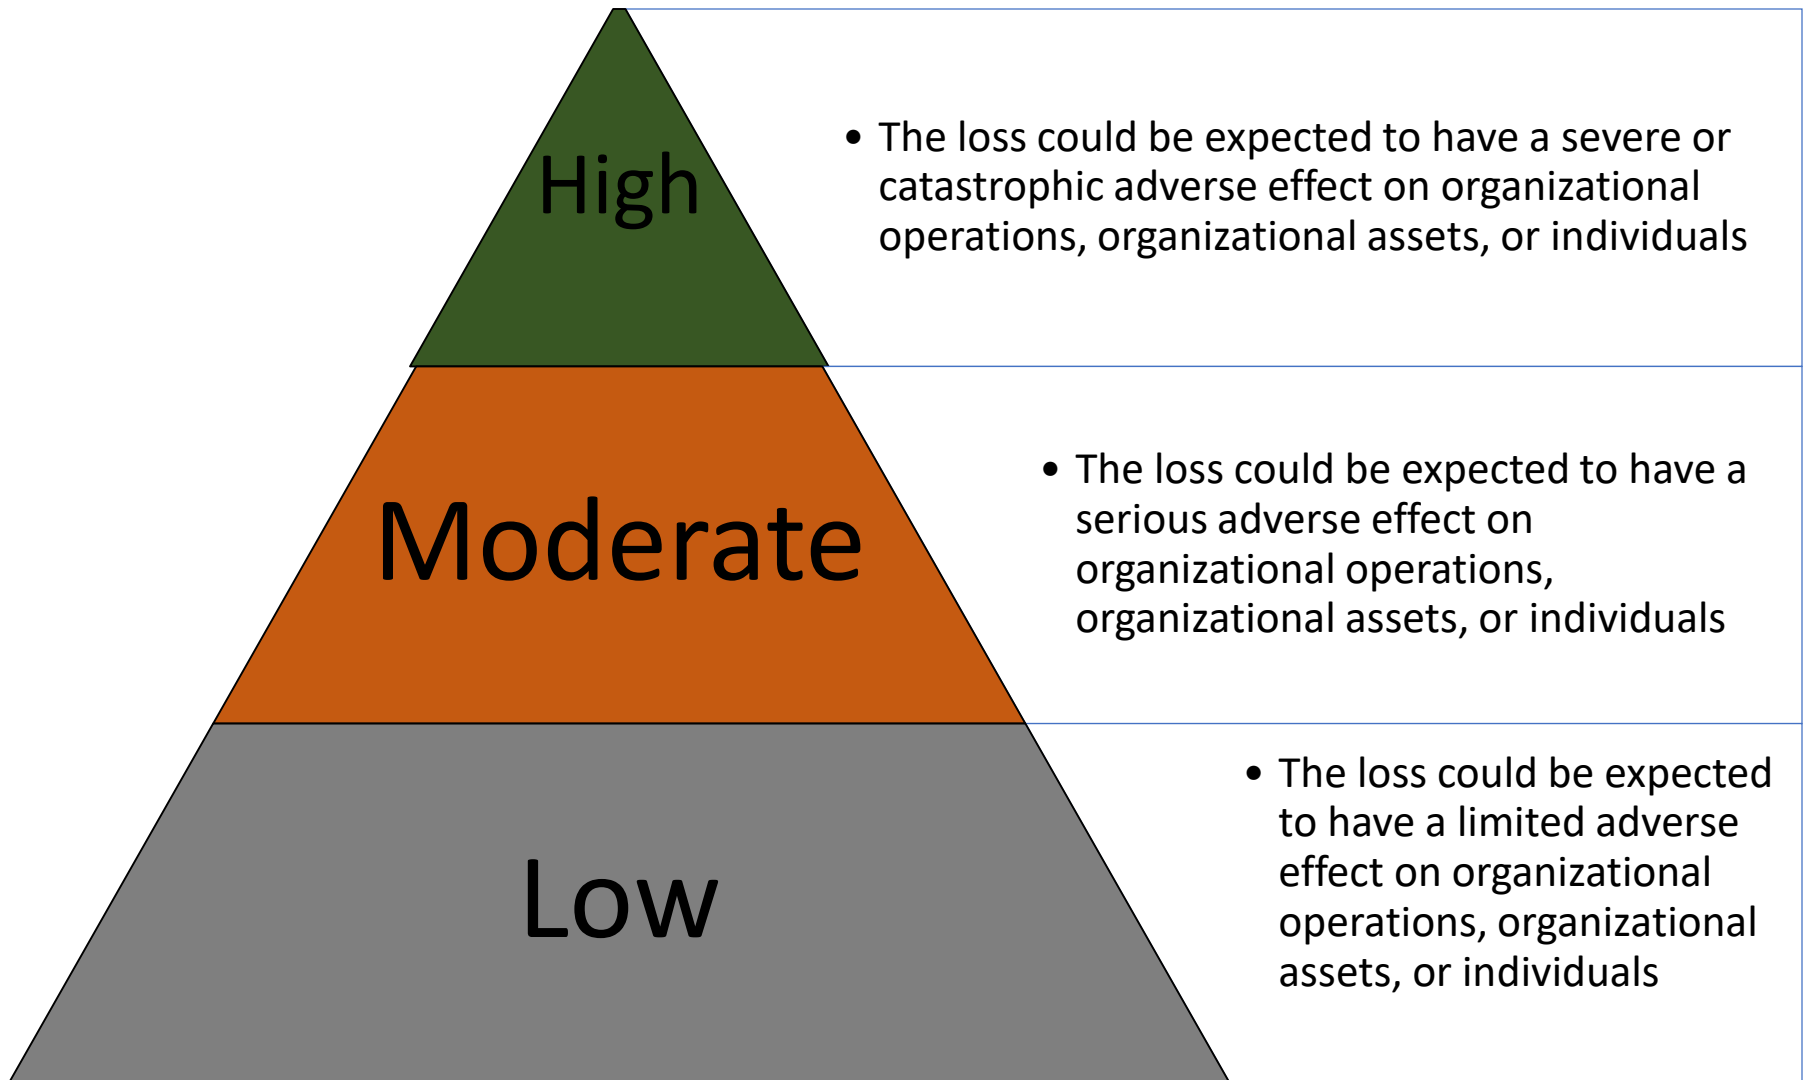 High
• The loss could be expected to have a severe or
catastrophic adverse effect on organizational
operations, organizational assets, or individuals
Moderate
• The loss could be expected to have a
serious adverse effect on
organizational operations,
organizational assets, or individuals
Low
• The loss could be expected
to have a limited adverse
effect on organizational
operations, organizational
assets, or individuals